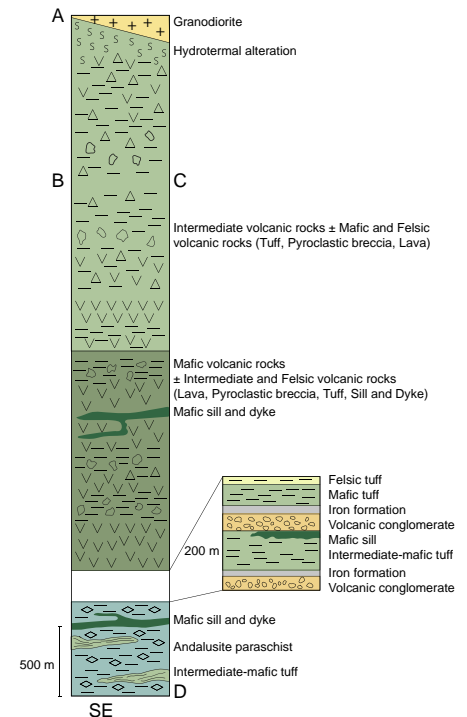 A
Granodiorite
Hydrotermal alteration
B
C
Intermediate volcanic rocks ± Mafic and Felsic
volcanic rocks (Tuff, Pyroclastic breccia, Lava)
Mafic volcanic rocks
± Intermediate and Felsic volcanic rocks
(Lava, Pyroclastic breccia, Tuff, Sill and Dyke)
Mafic sill and dyke
Felsic tuff
Mafic tuff
Iron formation
Volcanic conglomerate
Mafic sill
200 m
Intermediate-mafic tuff
Iron formation
Volcanic conglomerate
Mafic sill and dyke
Andalusite paraschist
500 m
Intermediate-mafic tuff
D
SE